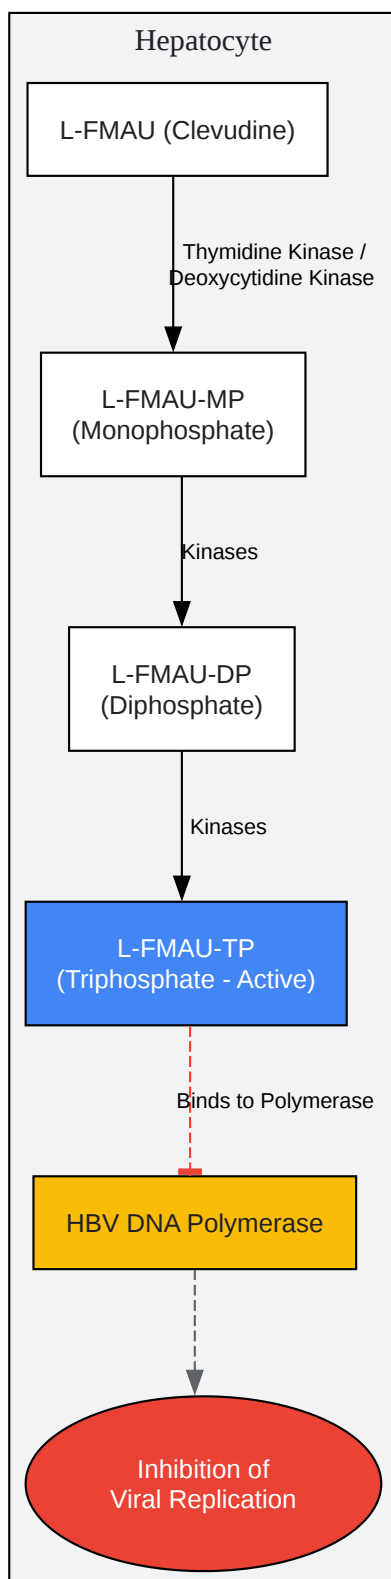 Hepatocyte
L-FMAU (Clevudine)
Thymidine Kinase /
Deoxycytidine Kinase
L-FMAU-MP
(Monophosphate)
Kinases
L-FMAU-DP
(Diphosphate)
Kinases
L-FMAU-TP
(Triphosphate - Active)
Binds to Polymerase
HBV DNA Polymerase
Inhibition of
Viral Replication